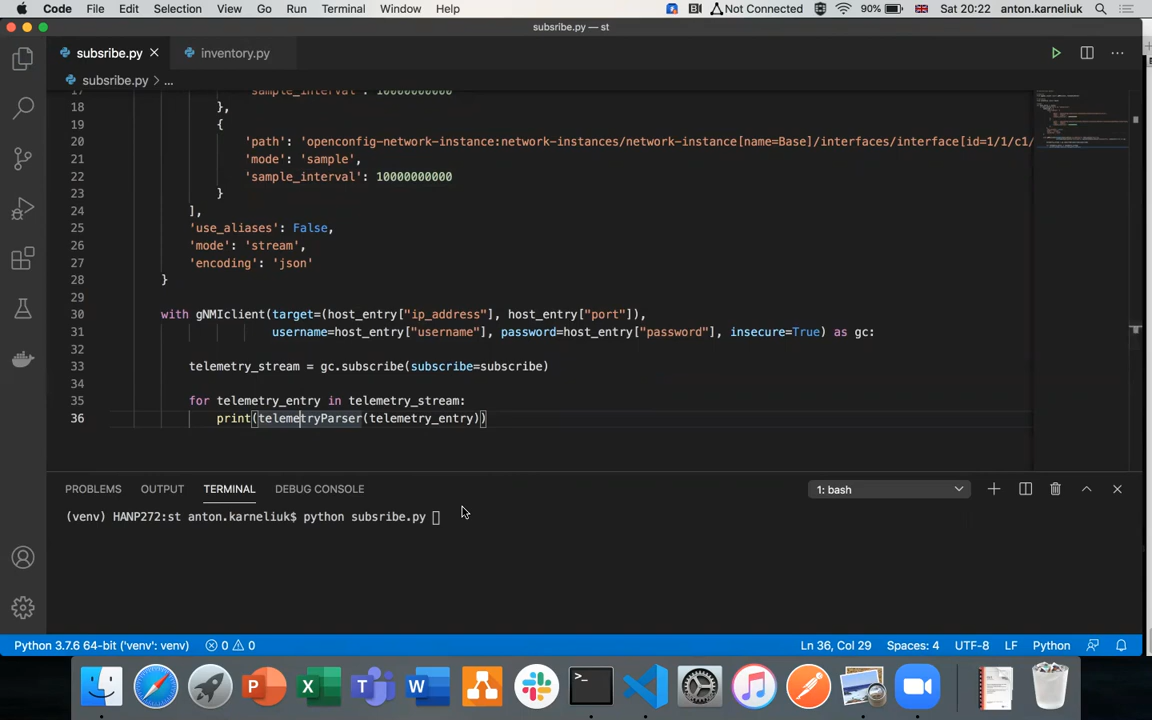 Code File Edit Selection View Go Run Terminal Window Help Not Connected 90% Sat 20:22 anton.karneliuk
subsribe.py — st
subsribe.py inventory.py
subsribe.py > ...
17 'sample_interval': 10000000000
18 },
19 {
20 'path': 'openconfig-network-instance:network-instances/network-instance[name=Base]/interfaces/interface[id=1/1/c1/
21 'mode': 'sample',
22 'sample_interval': 10000000000
23 }
24 ],
25 'use_aliases': False,
26 'mode': 'stream',
27 'encoding': 'json'
28 }
29
30 with gNMIclient(target=(host_entry["ip_address"], host_entry["port"]),
31 username=host_entry["username"], password=host_entry["password"], insecure=True) as gc:
32
33 telemetry_stream = gc.subscribe(subscribe=subscribe)
34
35 for telemetry_entry in telemetry_stream:
36 print(telemetryParser(telemetry_entry))
PROBLEMS OUTPUT TERMINAL DEBUG CONSOLE 1: bash
(venv) HANP272:st anton.karneliuk$ python subsribe.py
Python 3.7.6 64-bit ('venv': venv) 0 0 Ln 36, Col 29 Spaces: 4 UTF-8 LF Python